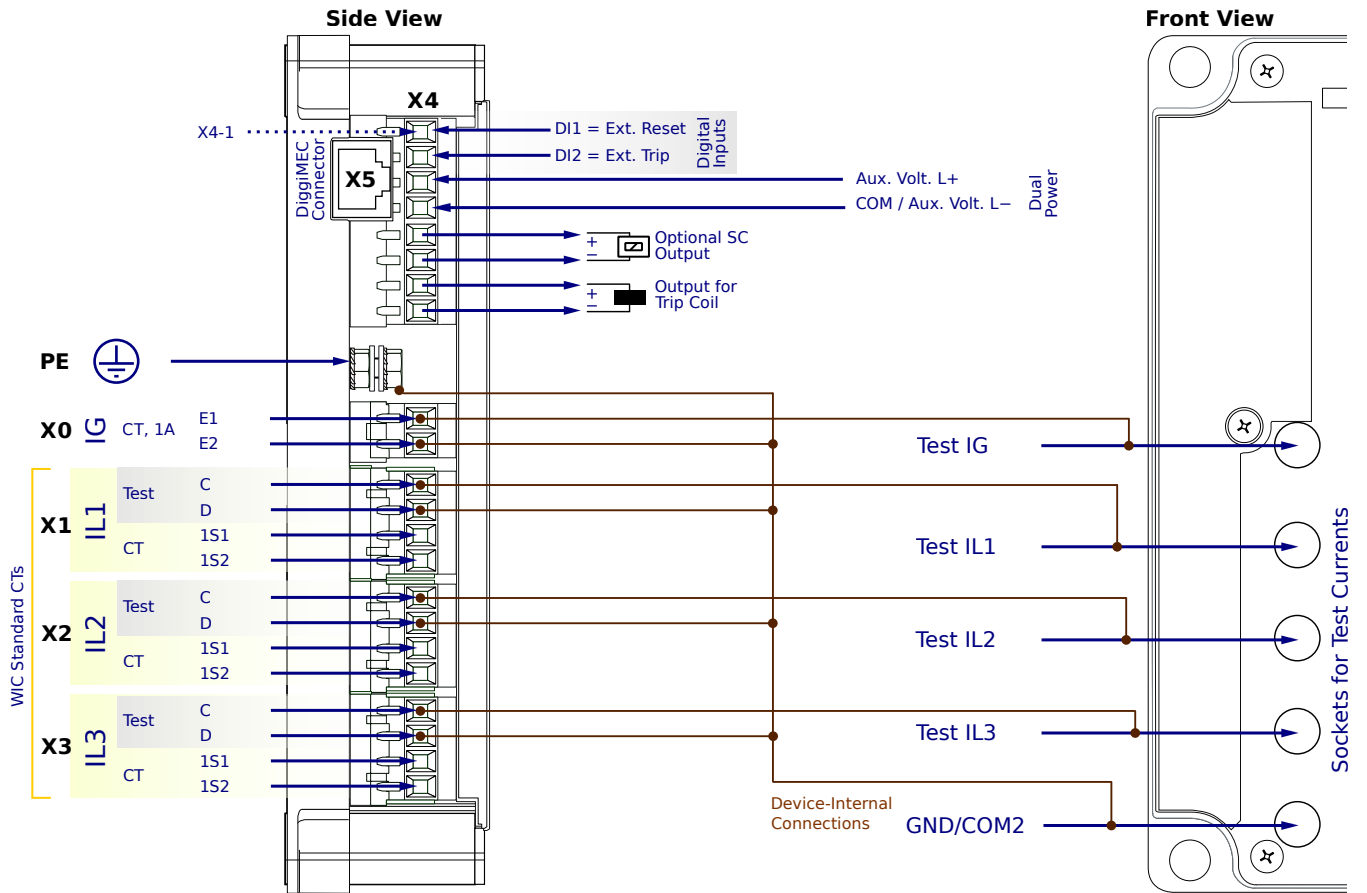 Side View
Front View
X4
X4-1
DI1 = Ext. Reset
DI2 = Ext. Trip
Digital
Inputs
DiggiMEC
Connector
X5
Aux. Volt. L+
COM / Aux. Volt. L−
Dual
Power
+
−
Optional SC
Output
+
−
Output for
Trip Coil
PE
X0
IG
CT, 1A
E1
E2
Test IG
WIC Standard CTs
X1
IL1
Test
C
D
CT
1S1
1S2
Test IL1
X2
IL2
Test
C
D
CT
1S1
1S2
Test IL2
X3
IL3
Test
C
D
CT
1S1
1S2
Test IL3
Sockets for Test Currents
Device-Internal
Connections
GND/COM2